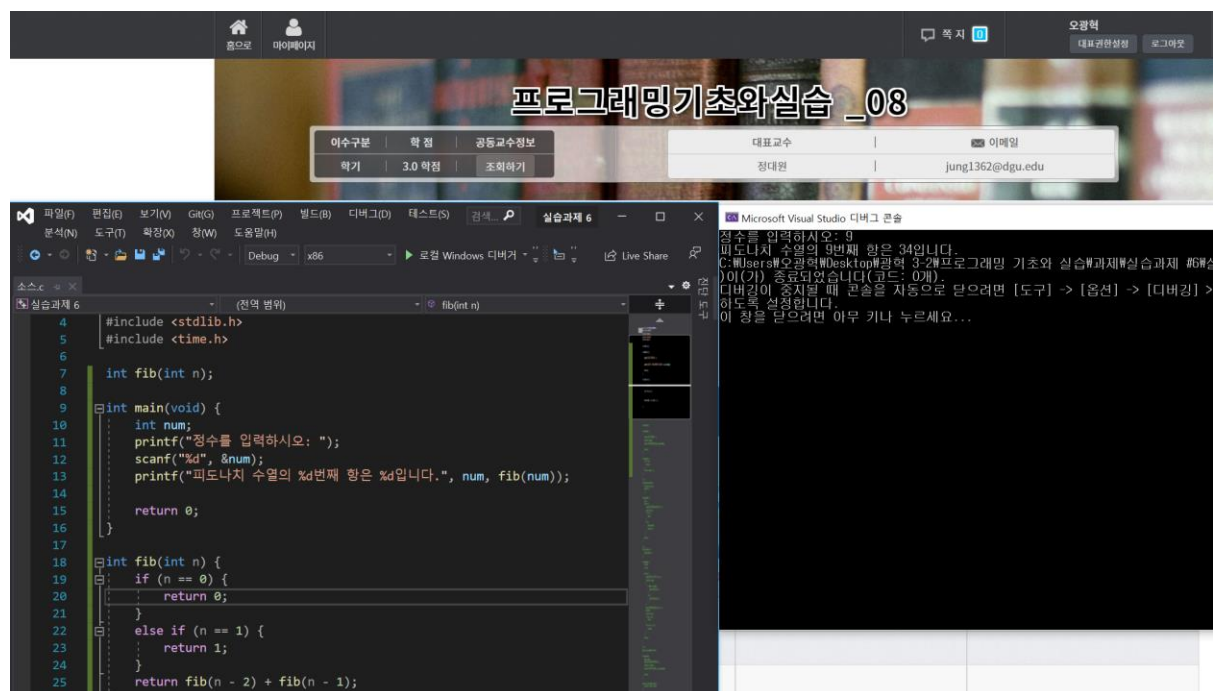 홈으로 마이페이지 쪽 지 0 오광혁
대표권한설정 로그아웃
프로그래밍기초와실습 _08
이수구분 | 학 점 | 공동교수정보 대표교수 | 이메일
학기 | 3.0 학점 | 조회하기 정대원 | jung1362@dgu.edu
파일(F) 편집(E) 보기(V) Git(G) 프로젝트(P) 빌드(B) 디버그(D) 테스트(S) 검색... 실습과제 6
분석(N) 도구(T) 확장(X) 창(W) 도움말(H)
Debug x86 로컬 Windows 디버거 Live Share
소스.c
진단 도구
실습과제 6 (전역 범위) fib(int n)
4 #include <stdlib.h>
5 #include <time.h>
6
7 int fib(int n);
8
9 int main(void) {
10 int num;
11 printf("정수를 입력하시오: ");
12 scanf("%d", &num);
13 printf("피도나치 수열의 %d번째 항은 %d입니다.", num, fib(num));
14
15 return 0;
16 }
17
18 int fib(int n) {
19 if (n == 0) {
20 return 0;
21 }
22 else if (n == 1) {
23 return 1;
24 }
25 return fib(n - 2) + fib(n - 1);
Microsoft Visual Studio 디버그 콘솔
정수를 입력하시오: 9
피도나치 수열의 9번째 항은 34입니다.
C:₩Users₩오광혁₩Desktop₩광혁 3-2₩프로그래밍 기초와 실습₩과제₩실습과제 #6₩
)이(가) 종료되었습니다(코드: 0개).
디버깅이 중지될 때 콘솔을 자동으로 닫으려면 [도구] -> [옵션] -> [디버깅] >
하도록 설정합니다.
이 창을 닫으려면 아무 키나 누르세요...